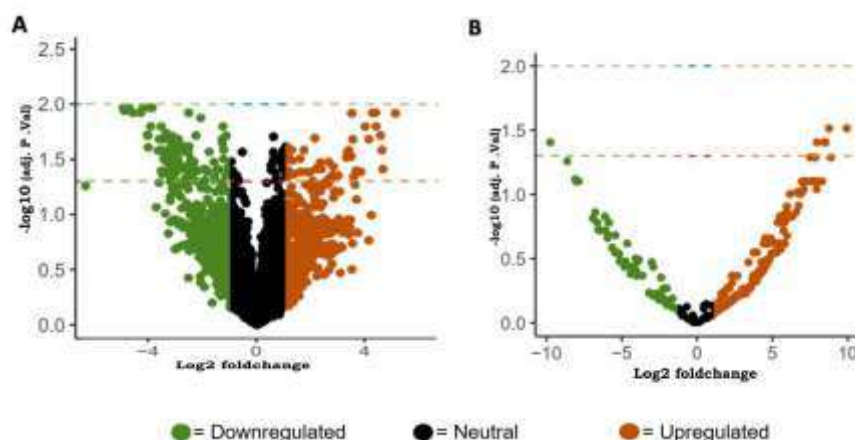 A
2.5
2.0
1.5
1.0
0.5
0.0
-log10 (adj. P .Val)
−4
0
4
Log2 foldchange
B
2.0
1.5
1.0
0.5
0.0
-log10 (adj. P .Val)
−10
−5
0
5
10
Log2 foldchange
= Downregulated
= Neutral
= Upregulated